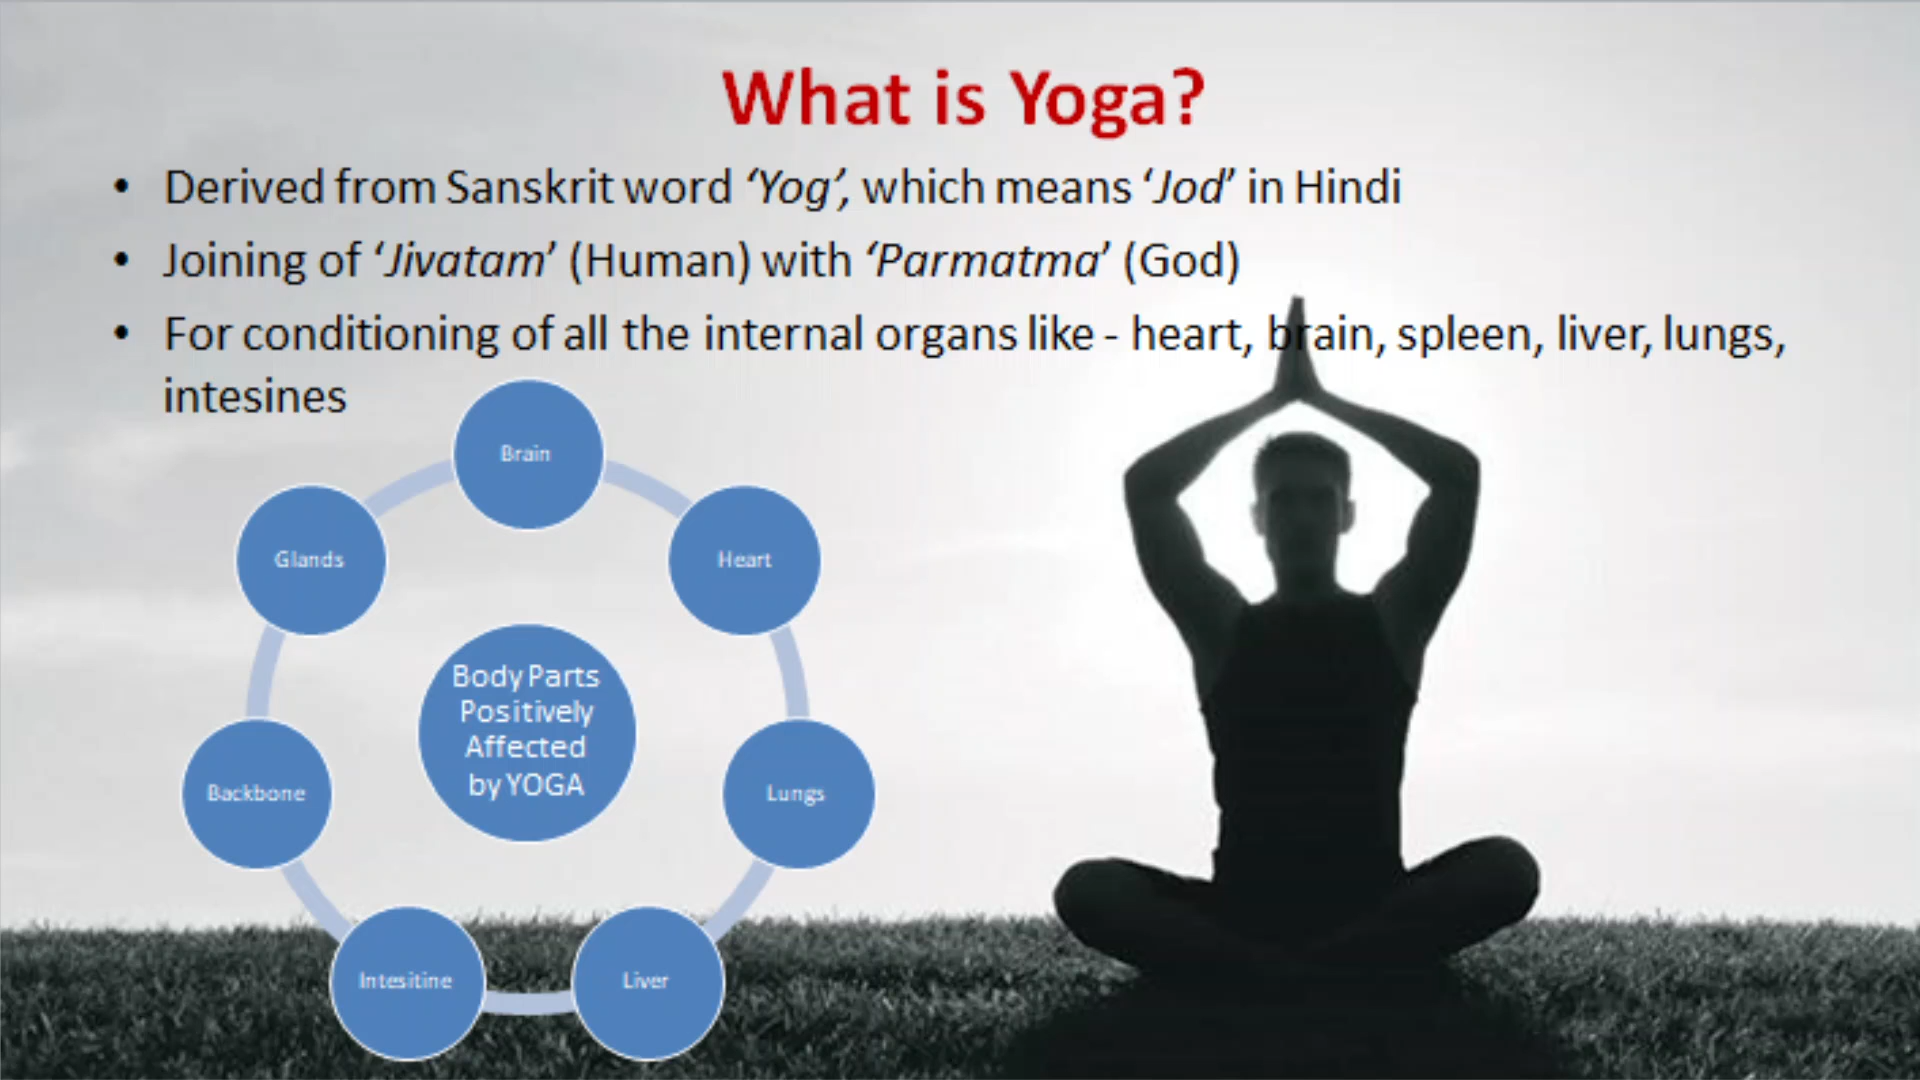 What is Yoga?
• Derived from Sanskrit word ‘Yog’, which means ‘Jod’ in Hindi
• Joining of ‘Jivatam’ (Human) with ‘Parmatma’ (God)
• For conditioning of all the internal organs like - heart, brain, spleen, liver, lungs,
intesines
Brain
Heart
Lungs
Liver
Intesitine
Backbone
Glands
Body Parts
Positively
Affected
by YOGA